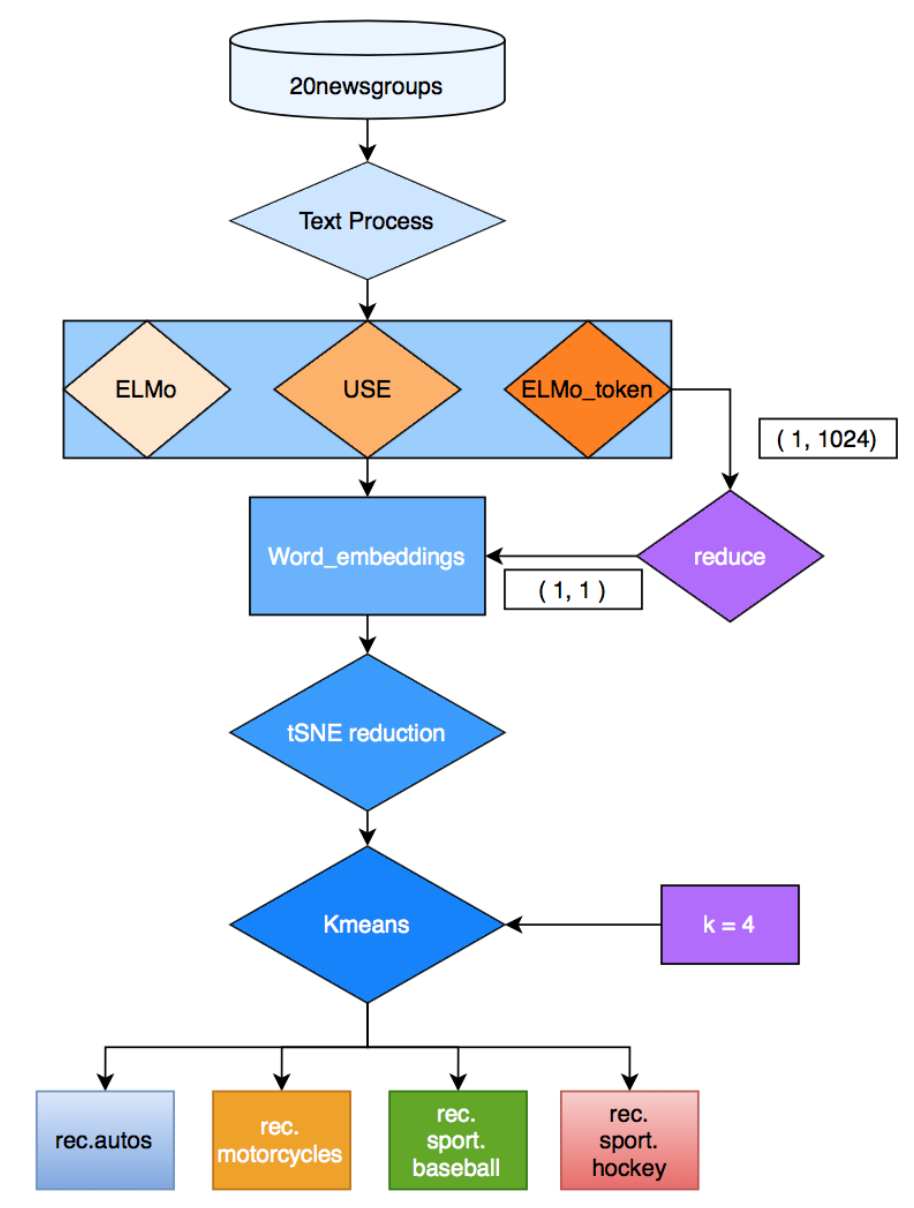 20newsgroups
Text Process
ELMo
USE
ELMo_token
( 1, 1024)
Word_embeddings
reduce
( 1, 1 )
tSNE reduction
Kmeans
k = 4
rec.autos
rec.
motorcycles
rec.
sport.
baseball
rec.
sport.
hockey